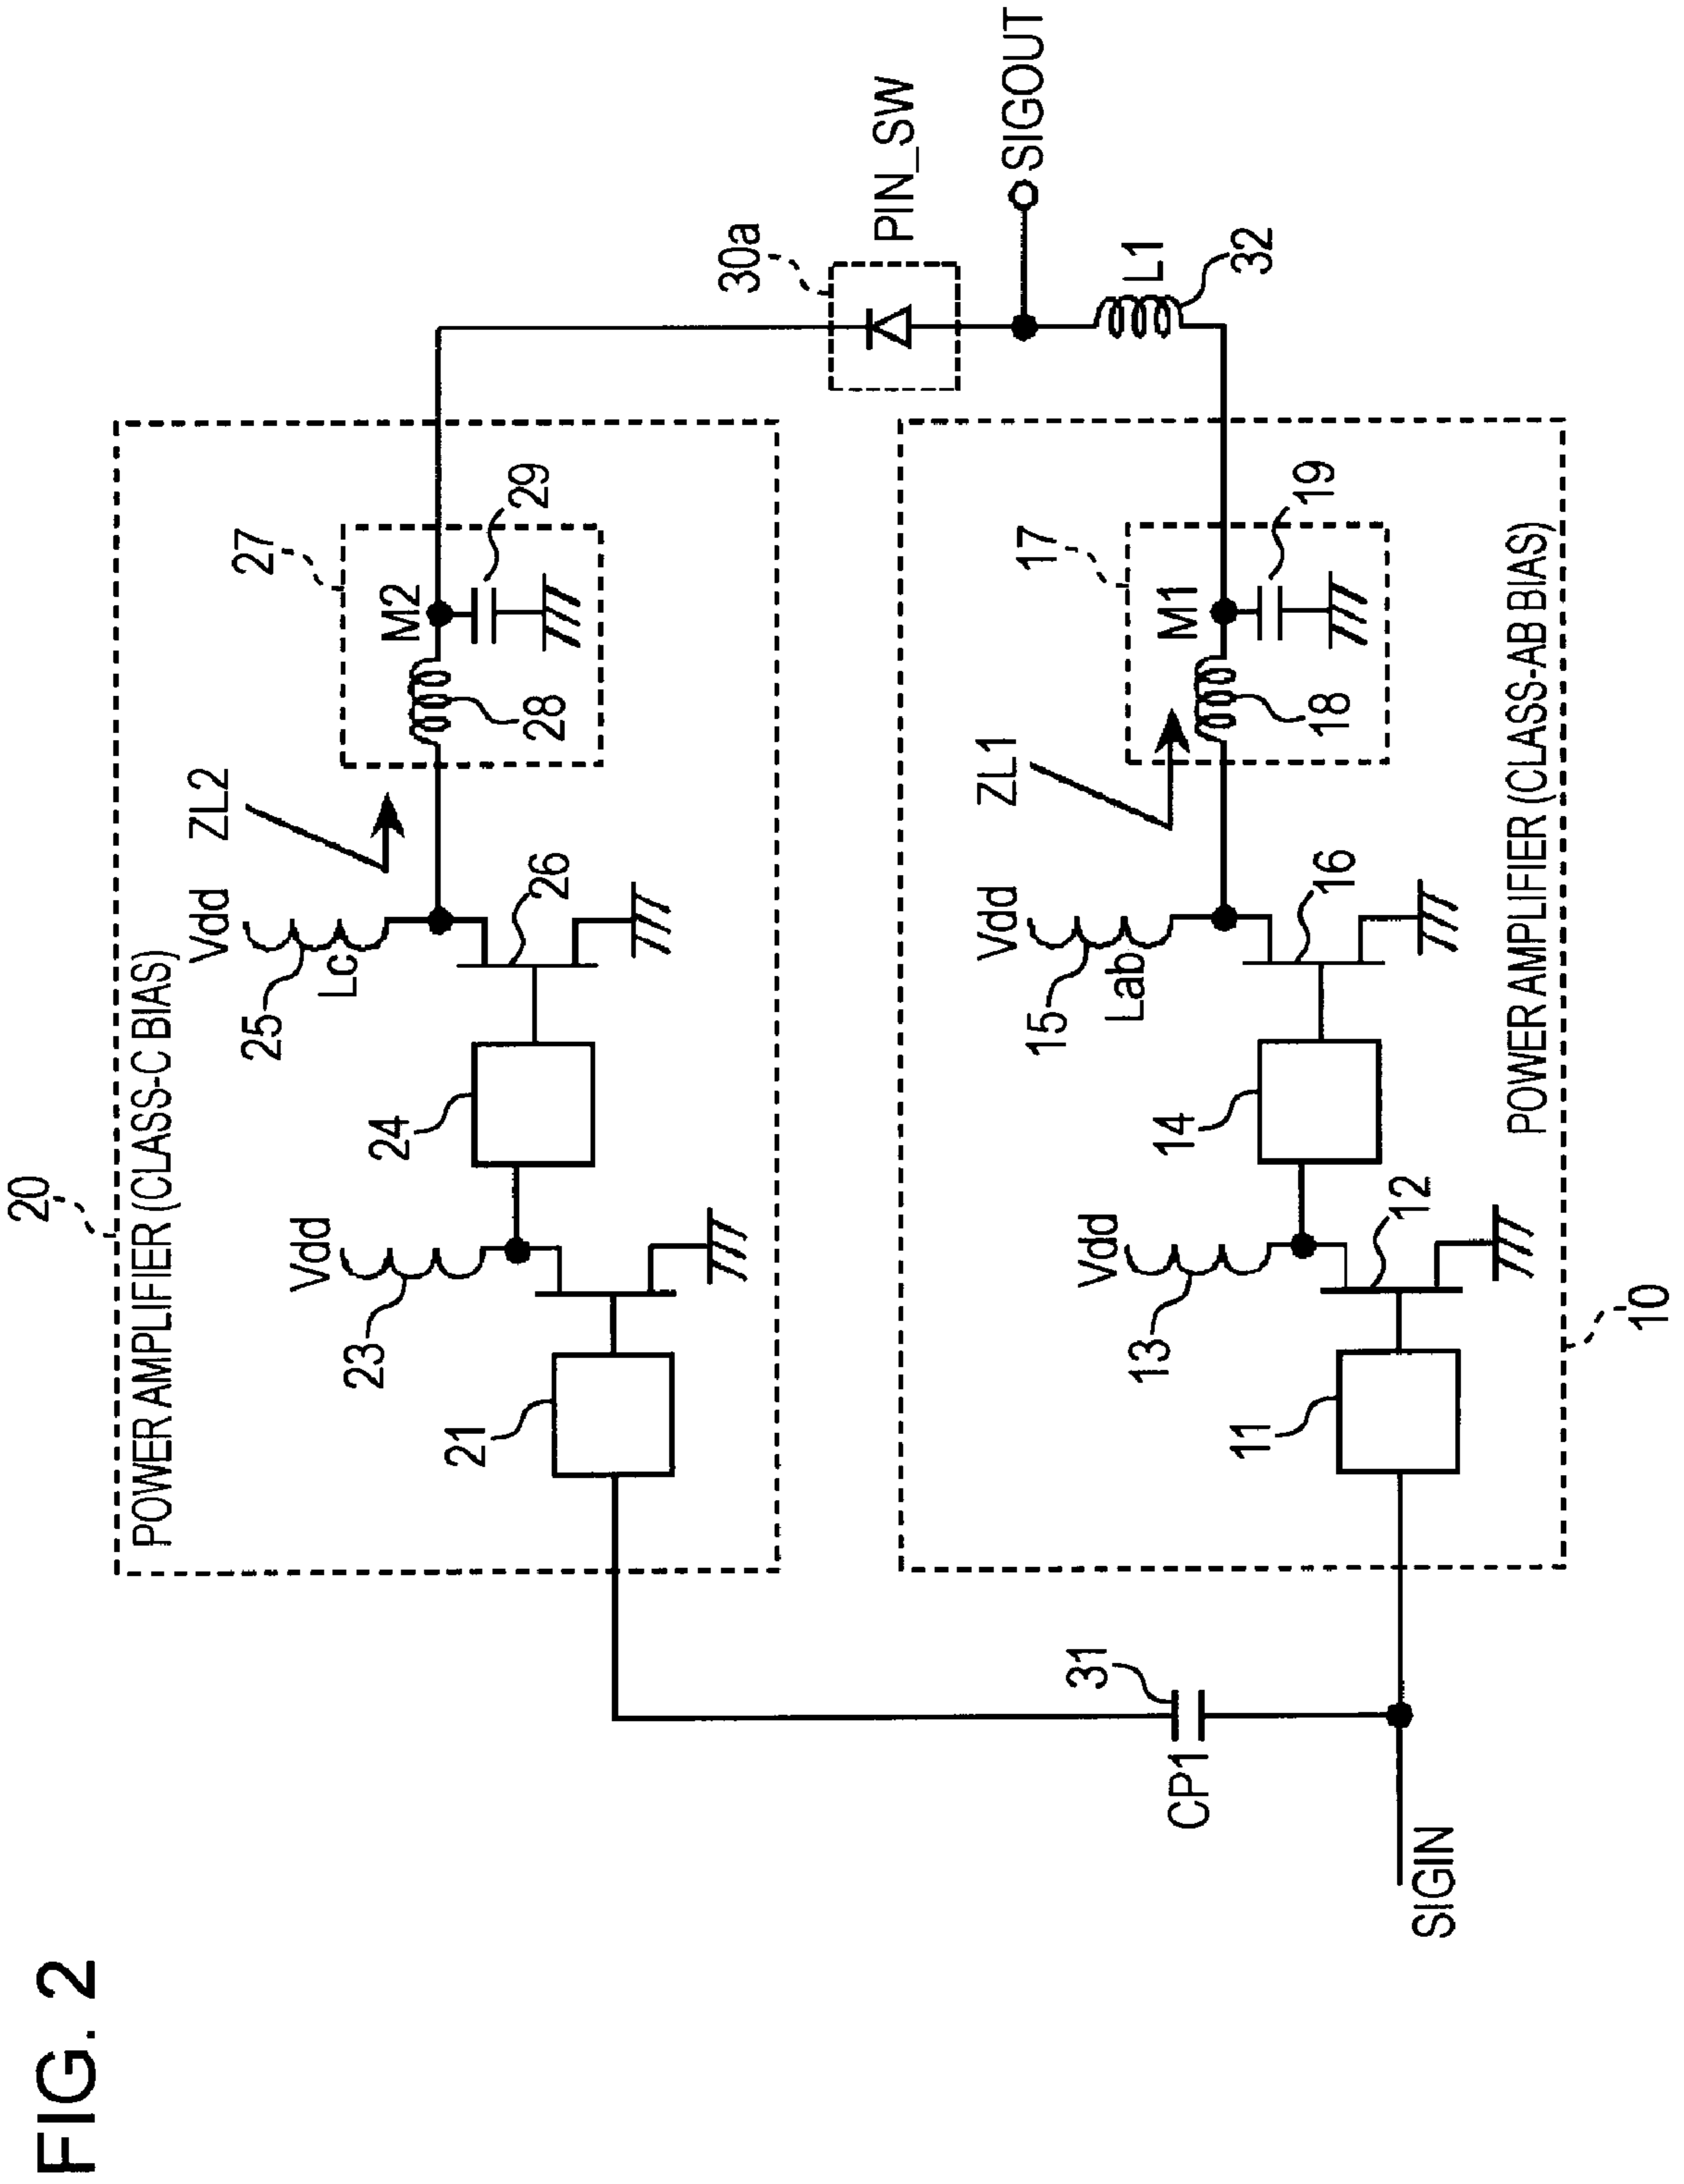 FIG. 2
20
POWER AMPLIFIER (CLASS-C BIAS)
Vdd
ZL2
27
25
Lc
Vdd
23
24
26
M2
28
29
21
30a
PIN_SW
SIGOUT
L1
32
CP1
31
Vdd
ZL1
17
15
Lab
Vdd
13
14
16
M1
18
19
11
12
POWER AMPLIFIER (CLASS-AB BIAS)
10
SIGIN